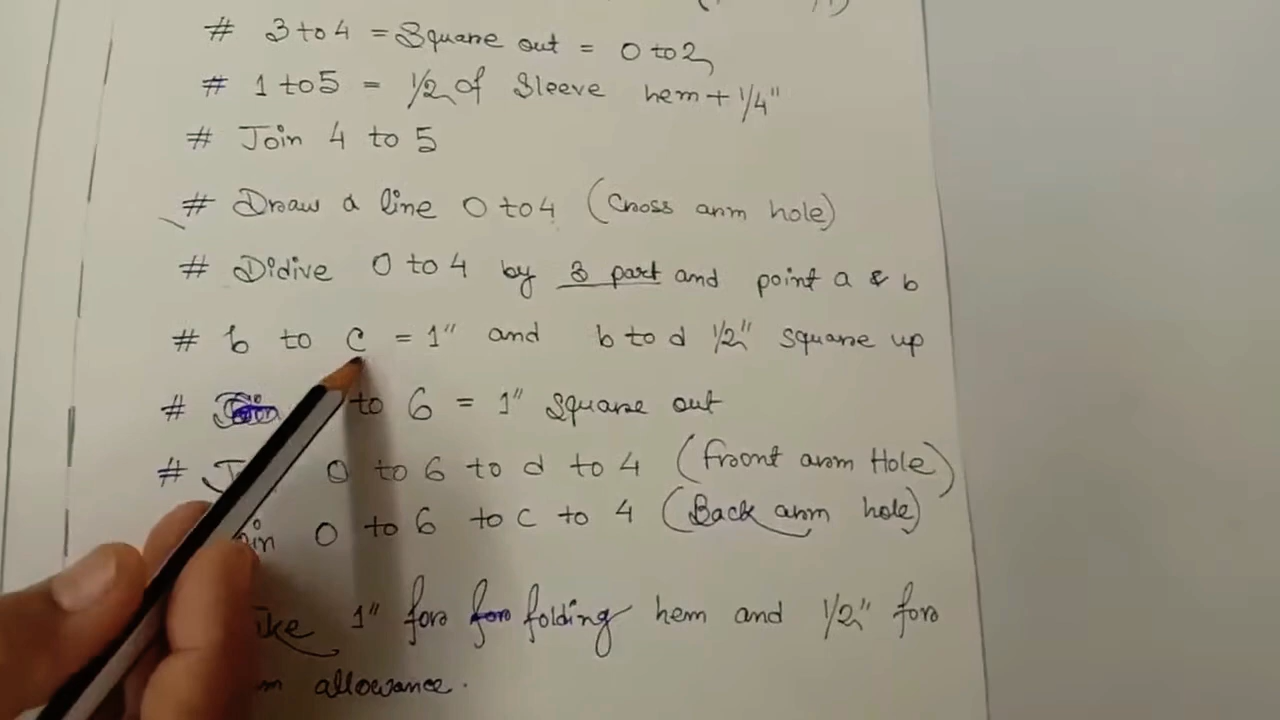 # 3 to 4 = Square out = 0 to 2
# 1 to 5 = 1/2 of Sleeve hem + 1/4"
# Join 4 to 5
# Draw a line 0 to 4 (Cross arm hole)
# Didive 0 to 4 by 3 part and point a & b
# b to c = 1" and b to d 1/2" square up
# to 6 = 1" Square out
# 0 to 6 to d to 4 (Front arm Hole)
0 to 6 to c to 4 (Back arm hole)
1" for for folding hem and 1/2" for
allowance.